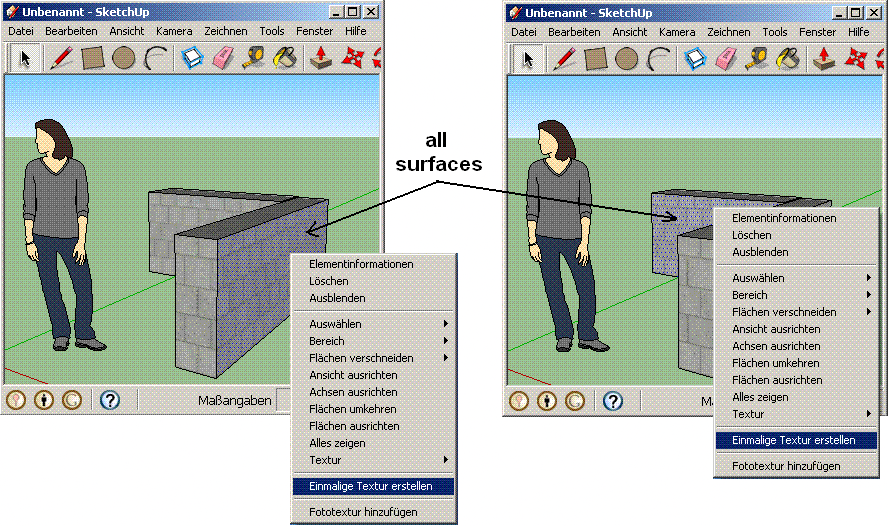 Unbenannt - SketchUp
Datei Bearbeiten Ansicht Kamera Zeichnen Tools Fenster Hilfe
Elementinformationen
Löschen
Ausblenden
Auswählen
Bereich
Flächen verschneiden
Ansicht ausrichten
Achsen ausrichten
Flächen umkehren
Flächen ausrichten
Alles zeigen
Textur
Einmalige Textur erstellen
Fototextur hinzufügen
Maßangaben
all
surfaces
Unbenannt - SketchUp
Datei Bearbeiten Ansicht Kamera Zeichnen Tools Fenster Hilfe
Elementinformationen
Löschen
Ausblenden
Auswählen
Bereich
Flächen verschneiden
Ansicht ausrichten
Achsen ausrichten
Flächen umkehren
Flächen ausrichten
Alles zeigen
Textur
Einmalige Textur erstellen
Fototextur hinzufügen